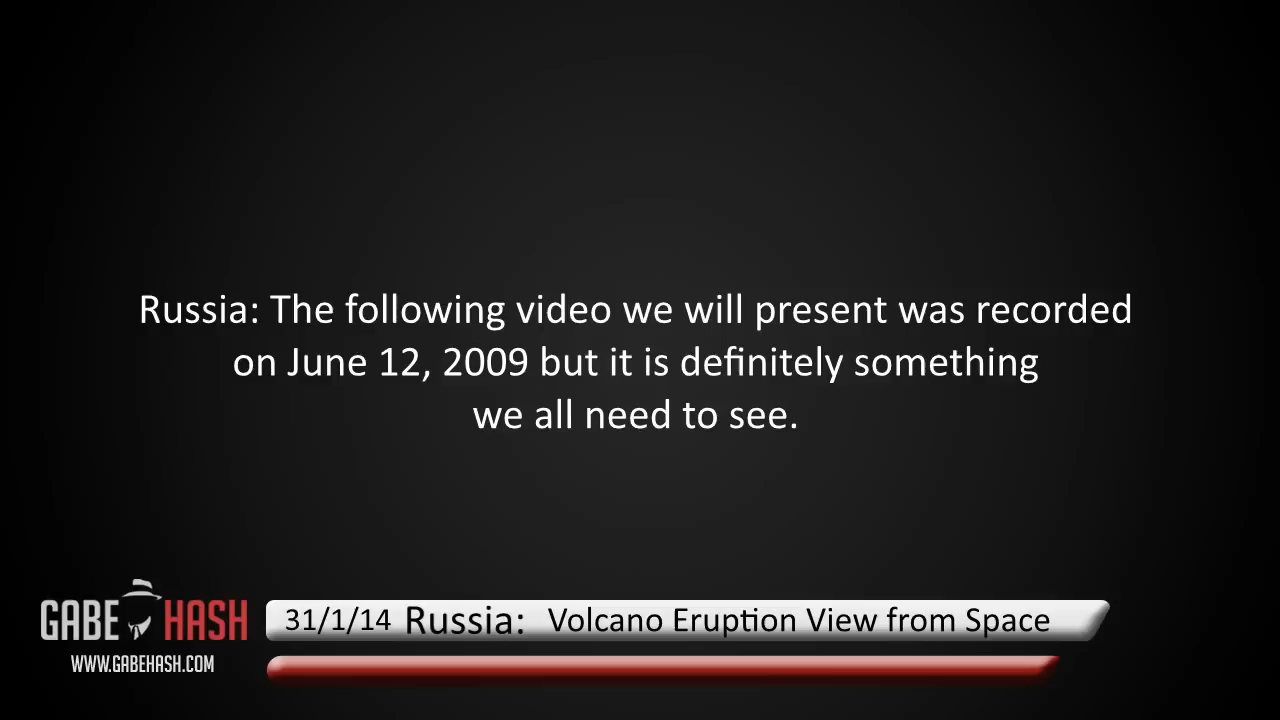 Russia: The following video we will present was recorded
on June 12, 2009 but it is definitely something
we all need to see.
GABE HASH
WWW.GABEHASH.COM
31/1/14 Russia: Volcano Eruption View from Space